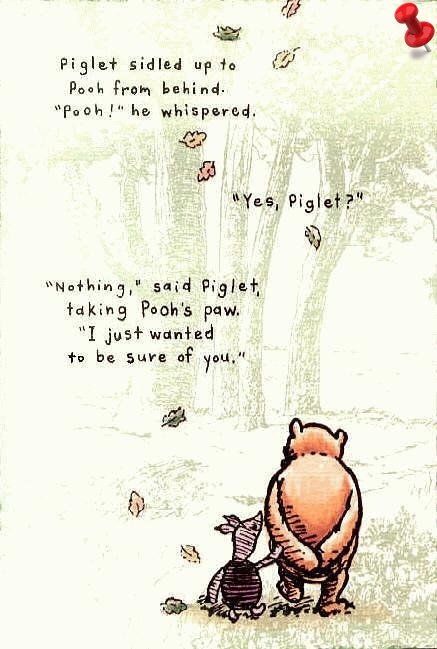 Piglet sidled up to
Pooh from behind.
"Pooh!" he whispered.
"Yes, Piglet?"
"Nothing," said Piglet,
taking Pooh's paw.
"I just wanted
to be sure of you."